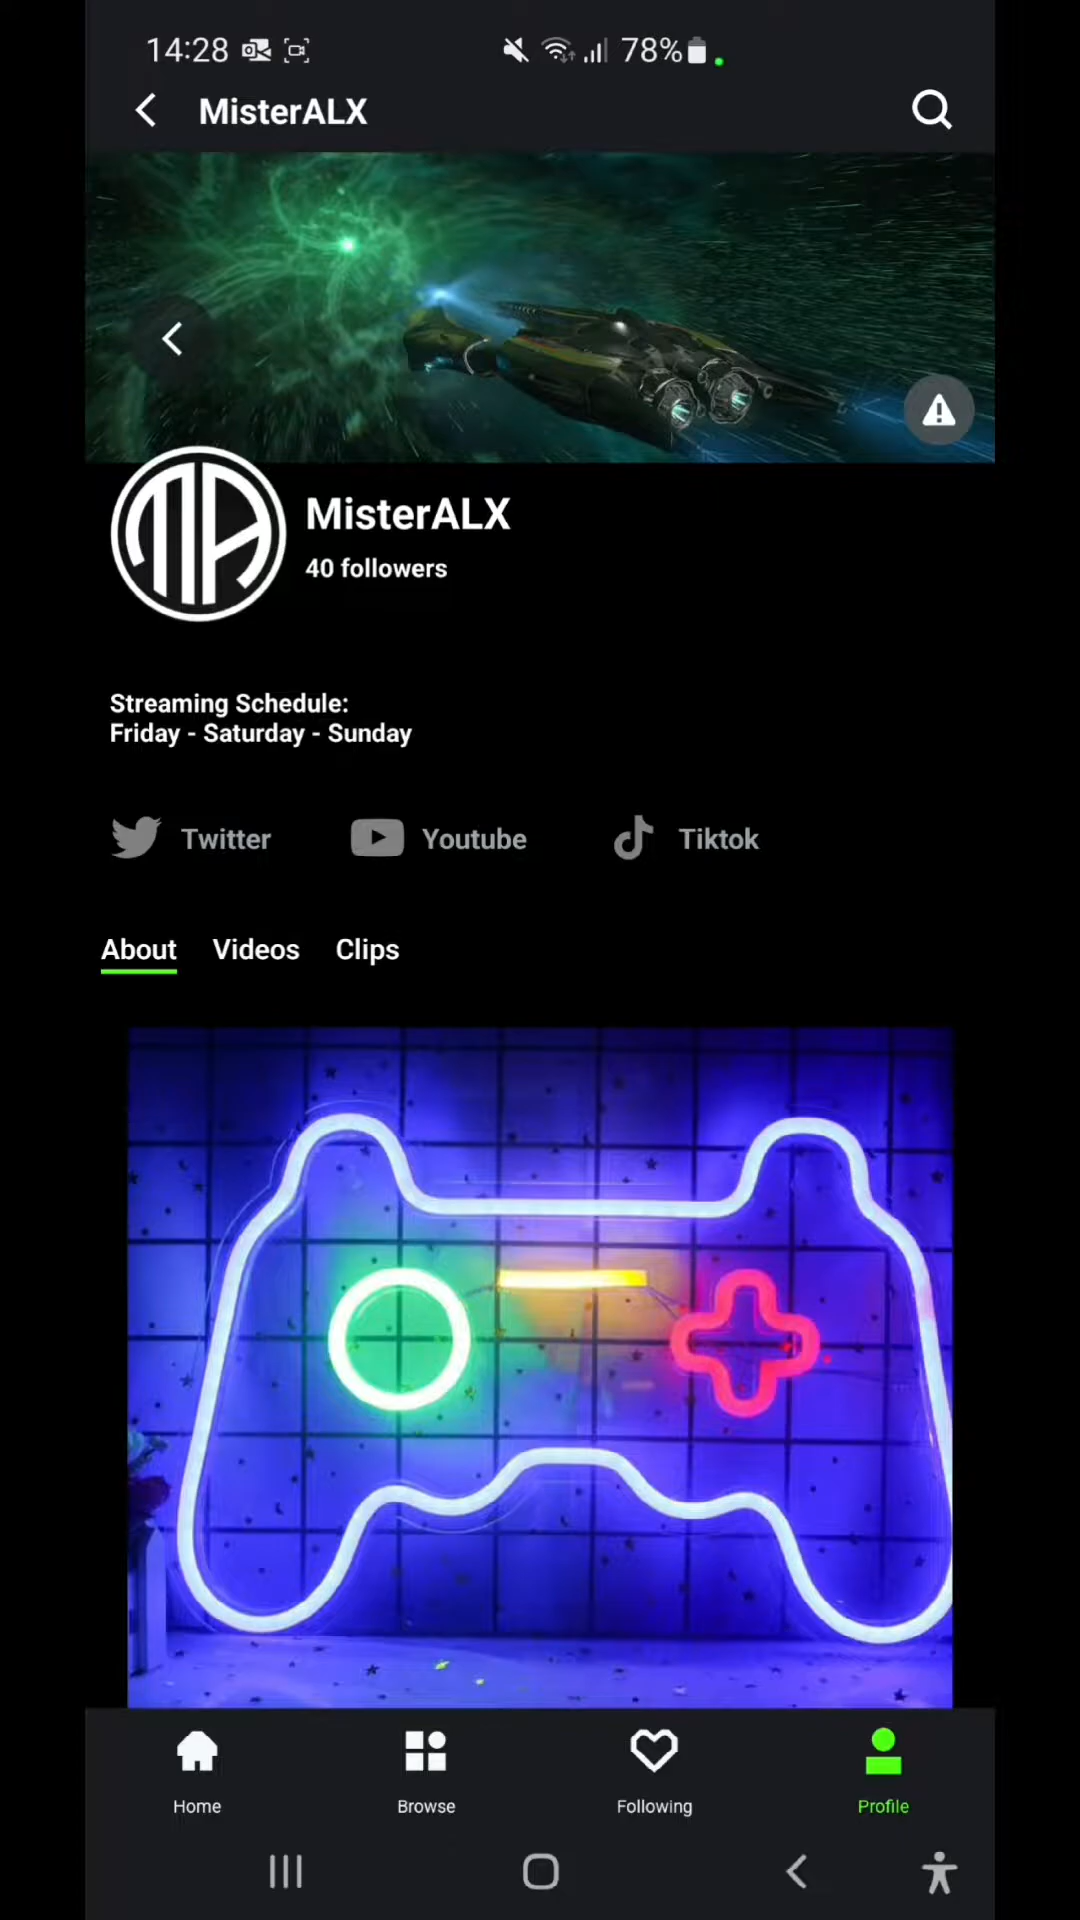 14:28
78%
MisterALX
MisterALX
40 followers
Streaming Schedule:
Friday - Saturday - Sunday
Twitter
Youtube
Tiktok
About
Videos
Clips
Home
Browse
Following
Profile